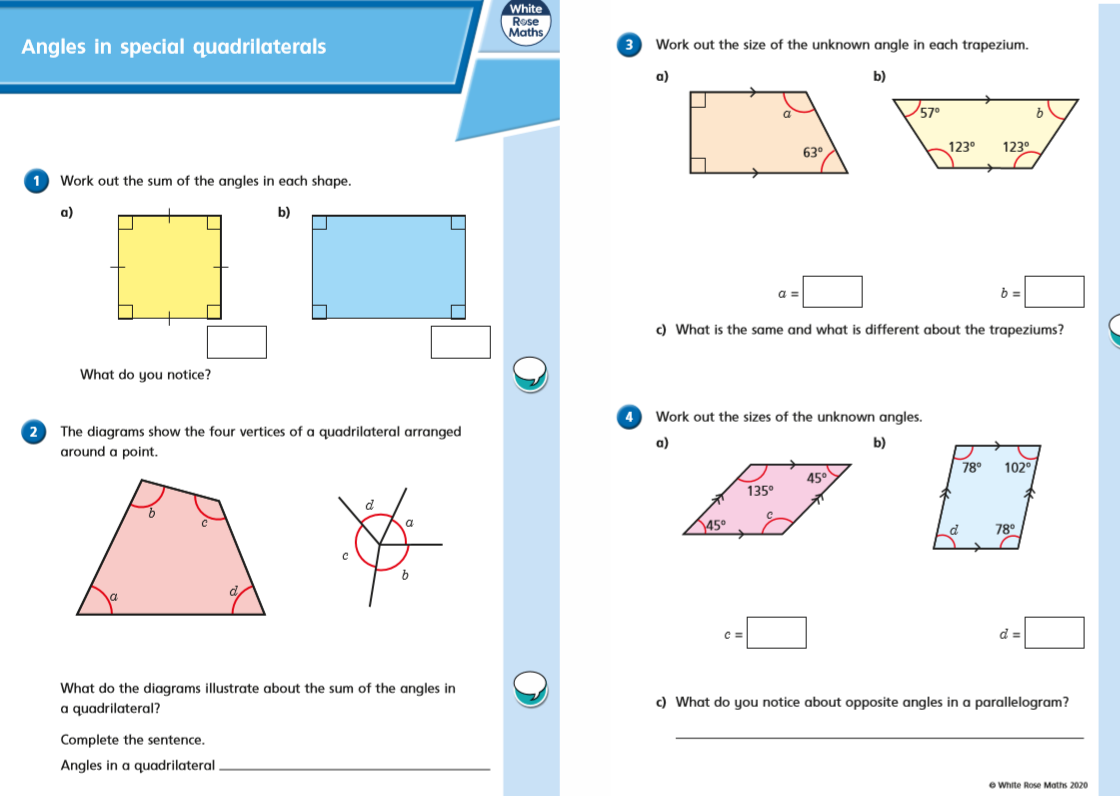 Angles in special quadrilaterals
White
Rose
Maths
1 Work out the sum of the angles in each shape.
a)
b)
What do you notice?
2 The diagrams show the four vertices of a quadrilateral arranged
around a point.
b
c
a
d
d
a
c
b
What do the diagrams illustrate about the sum of the angles in
a quadrilateral?
Complete the sentence.
Angles in a quadrilateral
3 Work out the size of the unknown angle in each trapezium.
a)
a
63°
b)
57°
b
123°
123°
a =
b =
c) What is the same and what is different about the trapeziums?
4 Work out the sizes of the unknown angles.
a)
135°
45°
45°
c
b)
78°
102°
d
78°
c =
d =
c) What do you notice about opposite angles in a parallelogram?
© White Rose Maths 2020